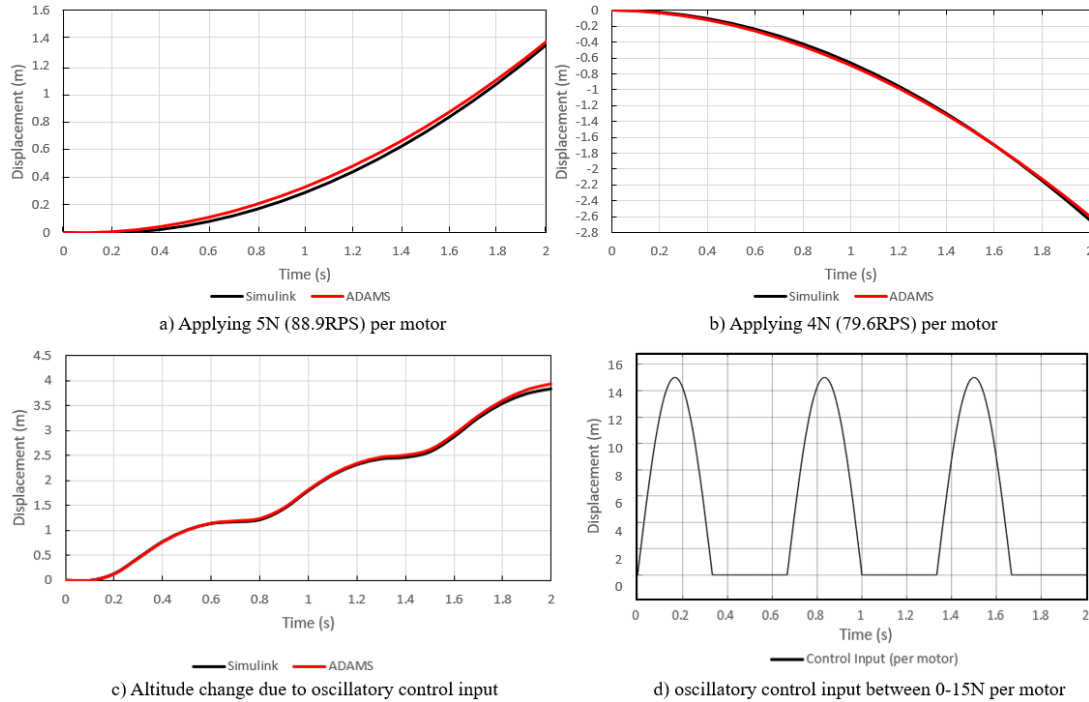 1.6
1.4
1.2
1
0.8
0.6
0.4
0.2
0
Displacement (m)
0 0.2 0.4 0.6 0.8 1 1.2 1.4 1.6 1.8 2
Time (s)
Simulink ADAMS
a) Applying 5N (88.9RPS) per motor
0
-0.2
-0.4
-0.6
-0.8
-1
-1.2
-1.4
-1.6
-1.8
-2
-2.2
-2.4
-2.6
-2.8
Displacement (m)
0 0.2 0.4 0.6 0.8 1 1.2 1.4 1.6 1.8 2
Time (s)
Simulink ADAMS
b) Applying 4N (79.6RPS) per motor
4.5
4
3.5
3
2.5
2
1.5
1
0.5
0
Displacement (m)
0 0.2 0.4 0.6 0.8 1 1.2 1.4 1.6 1.8 2
Time (s)
Simulink ADAMS
c) Altitude change due to oscillatory control input
16
14
12
10
8
6
4
2
0
Displacement (m)
0 0.2 0.4 0.6 0.8 1 1.2 1.4 1.6 1.8 2
Time (s)
Control Input (per motor)
d) oscillatory control input between 0-15N per motor